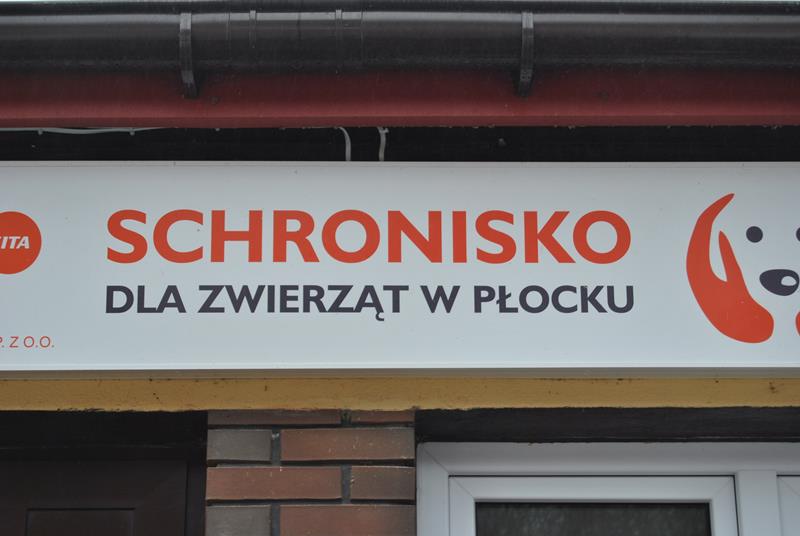 SCHRONISKO
DLA ZWIERZĄT W PŁOCKU
Z O.O.